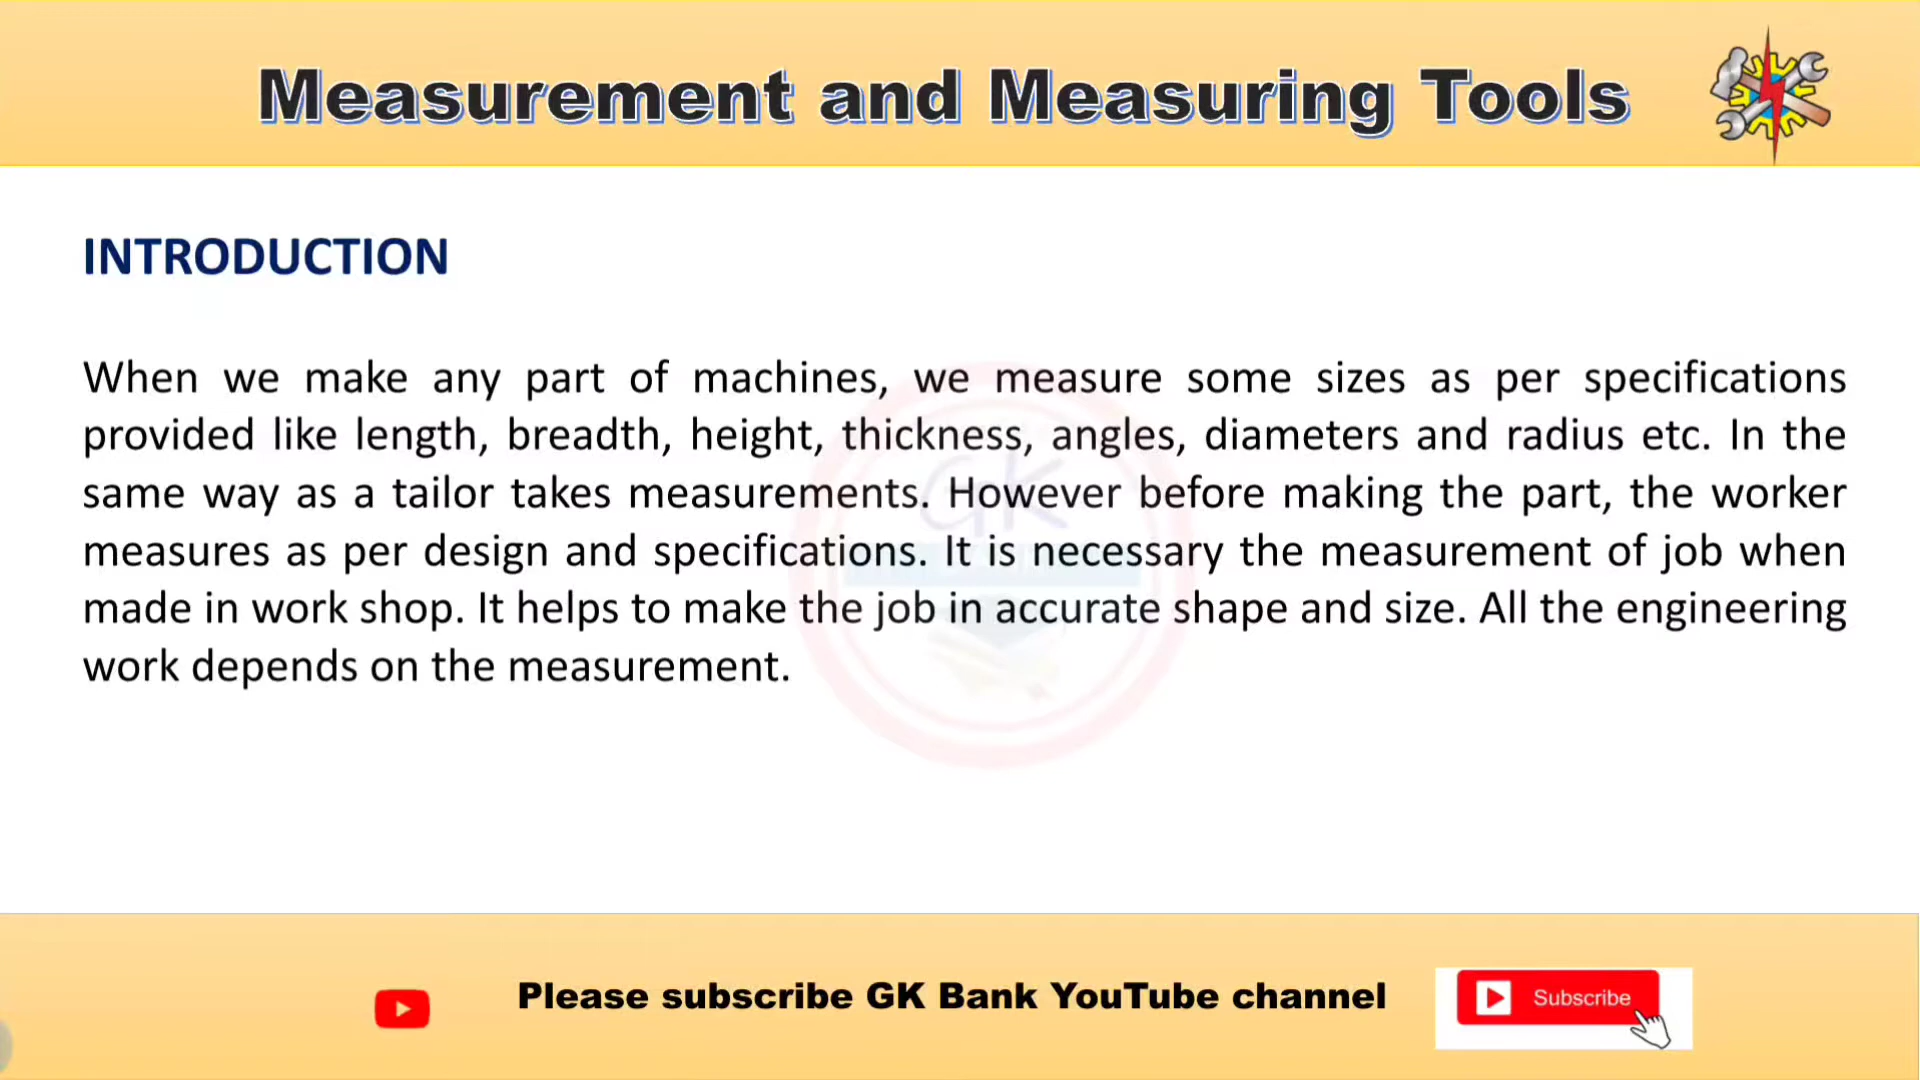 Measurement and Measuring Tools
INTRODUCTION
When we make any part of machines, we measure some sizes as per specifications
provided like length, breadth, height, thickness, angles, diameters and radius etc. In the
same way as a tailor takes measurements. However before making the part, the worker
measures as per design and specifications. It is necessary the measurement of job when
made in work shop. It helps to make the job in accurate shape and size. All the engineering
work depends on the measurement.
GK
Please subscribe GK Bank YouTube channel
Subscribe